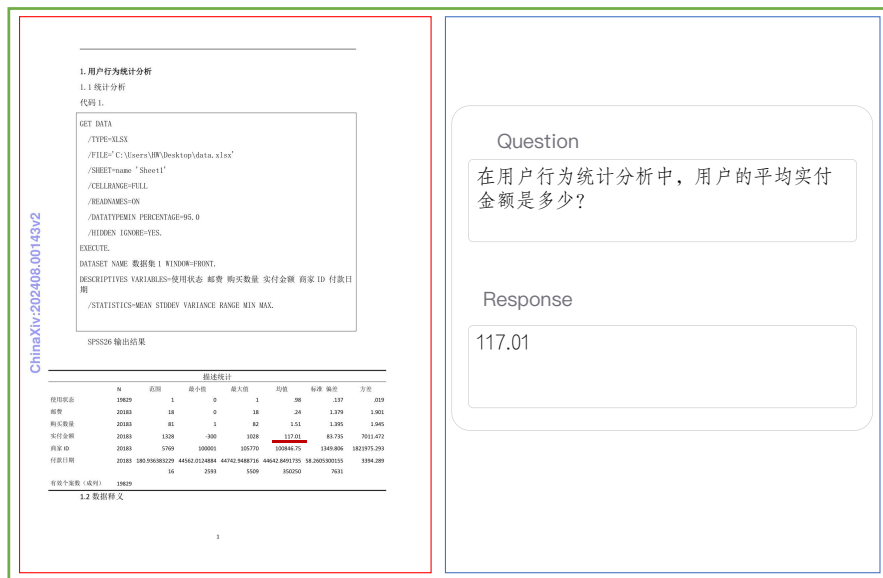 1. 用户行为统计分析
1.1 统计分析
代码 1.
GET DATA
/TYPE=XLSX
/FILE='C:\Users\HW\Desktop\data.xlsx'
/SHEET=name 'Sheet1'
/CELLRANGE=FULL
/READNAMES=ON
/DATATYPEMIN PERCENTAGE=95.0
/HIDDEN IGNORE=YES.
EXECUTE.
DATASET NAME 数据集 1 WINDOW=FRONT.
DESCRIPTIVES VARIABLES=使用状态 邮费 购买数量 实付金额 商家 ID 付款日
期
/STATISTICS=MEAN STDDEV VARIANCE RANGE MIN MAX.
SPSS26 输出结果
描述统计
N 范围 最小值 最大值 均值 标准 偏差 方差
使用状态 19829 1 0 1 .98 .137 .019
邮费 20183 18 0 18 .24 1.379 1.901
购买数量 20183 81 1 82 1.51 1.395 1.945
实付金额 20183 1328 -300 1028 117.01 83.735 7011.472
商家 ID 20183 5769 100001 105770 100846.75 1349.806 1821975.293
付款日期 20183 180.936383229 44562.0124884 44742.9488716 44642.8491735 58.2605300155 3394.289
16 2593 5509 350250 7631
有效个案数（成列） 19829
1.2 数据释义
1
ChinaXiv:202408.00143v2
Question
在用户行为统计分析中，用户的平均实付
金额是多少？
Response
117.01